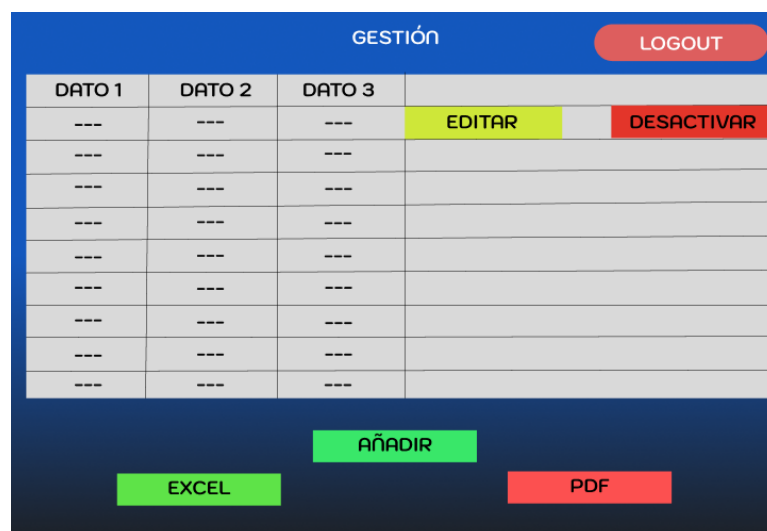 GESTIÓN
LOGOUT
DATO 1 DATO 2 DATO 3
--- --- --- EDITAR DESACTIVAR
--- --- ---
--- --- ---
--- --- ---
--- --- ---
--- --- ---
--- --- ---
--- --- ---
--- --- ---
AÑADIR
EXCEL PDF